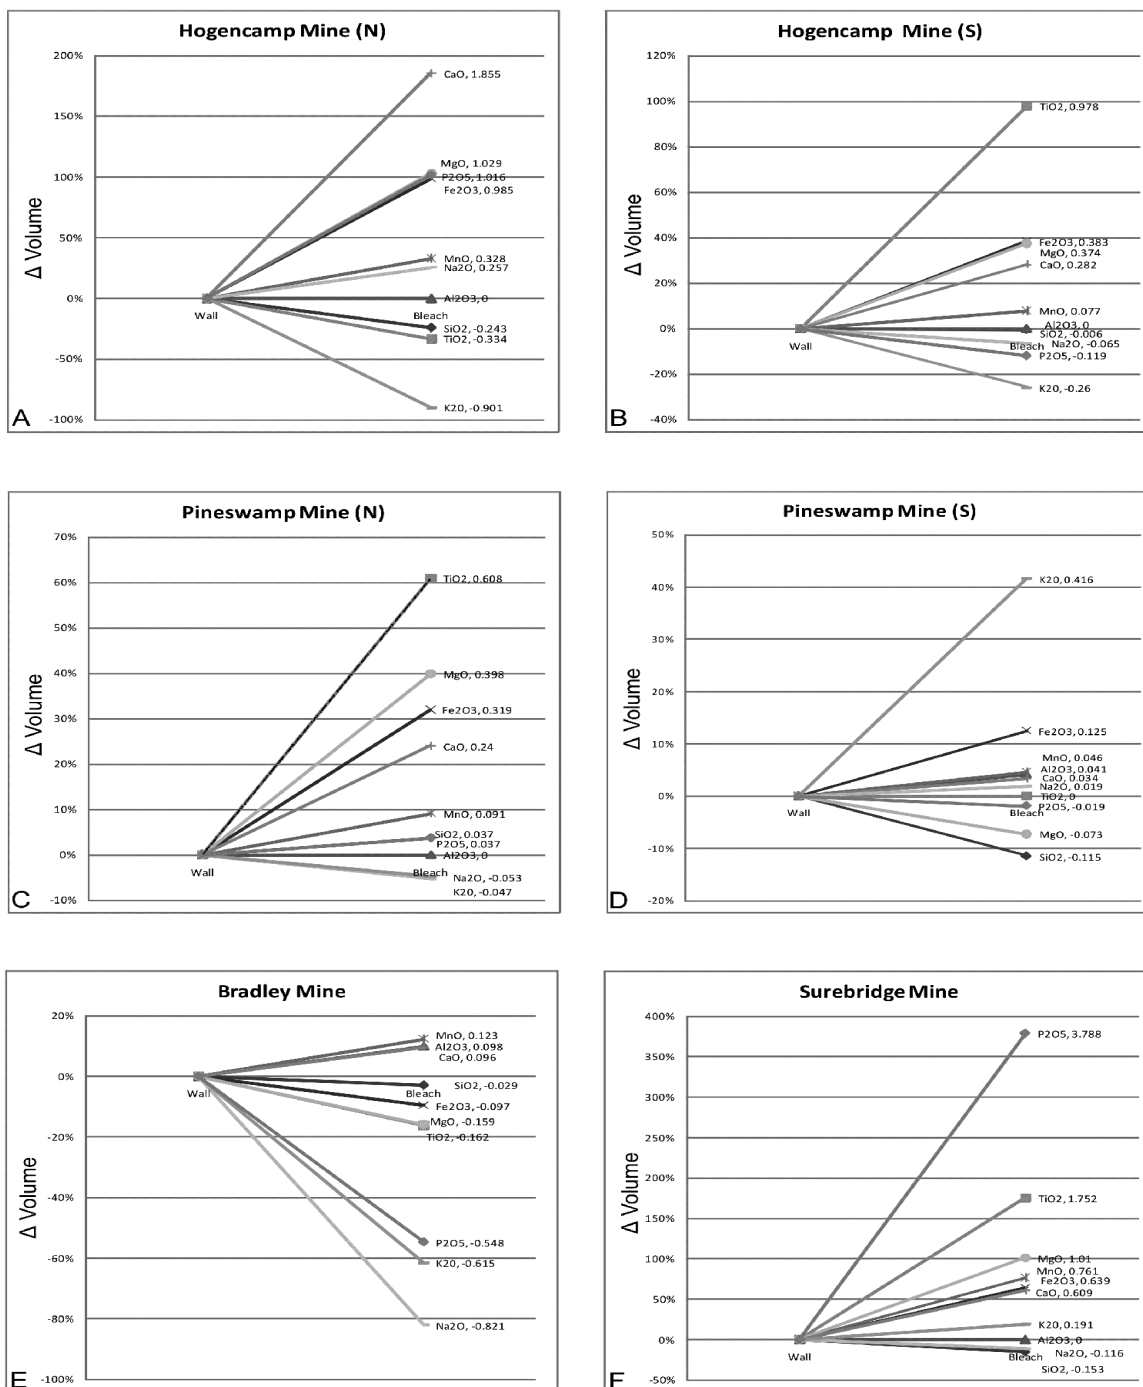 Hogencamp Mine (N)
200%
150%
100%
50%
0%
-50%
-100%
Δ Volume
CaO, 1.855
MgO, 1.029
P2O5, 1.016
Fe2O3, 0.985
MnO, 0.328
Na2O, 0.257
Al2O3, 0
Wall
Bleach
SiO2, -0.243
TiO2, -0.334
K20, -0.901
A
Hogencamp Mine (S)
120%
100%
80%
60%
40%
20%
0%
-20%
-40%
Δ Volume
TiO2, 0.978
Fe2O3, 0.383
MgO, 0.374
CaO, 0.282
MnO, 0.077
Al2O3, 0
SiO2, -0.006
Wall
Bleach
Na2O, -0.065
P2O5, -0.119
K20, -0.26
B
Pineswamp Mine (N)
70%
60%
50%
40%
30%
20%
10%
0%
-10%
Δ Volume
TiO2, 0.608
MgO, 0.398
Fe2O3, 0.319
CaO, 0.24
MnO, 0.091
SiO2, 0.037
P2O5, 0.037
Al2O3, 0
Wall
Bleach
Na2O, -0.053
K20, -0.047
C
Pineswamp Mine (S)
50%
40%
30%
20%
10%
0%
-10%
-20%
Δ Volume
K20, 0.416
Fe2O3, 0.125
MnO, 0.046
Al2O3, 0.041
CaO, 0.034
Na2O, 0.019
TiO2, 0
P2O5, -0.019
Wall
Bleach
MgO, -0.073
SiO2, -0.115
D
Bradley Mine
20%
0%
-20%
-40%
-60%
-80%
-100%
Δ Volume
MnO, 0.123
Al2O3, 0.098
CaO, 0.096
SiO2, -0.029
Wall
Bleach
Fe2O3, -0.097
MgO, -0.159
TiO2, -0.162
P2O5, -0.548
K20, -0.615
Na2O, -0.821
E
Surebridge Mine
400%
350%
300%
250%
200%
150%
100%
50%
0%
-50%
Δ Volume
P2O5, 3.788
TiO2, 1.752
MgO, 1.01
MnO, 0.761
Fe2O3, 0.639
CaO, 0.609
K20, 0.191
Al2O3, 0
Wall
Bleach
Na2O, -0.116
SiO2, -0.153
F